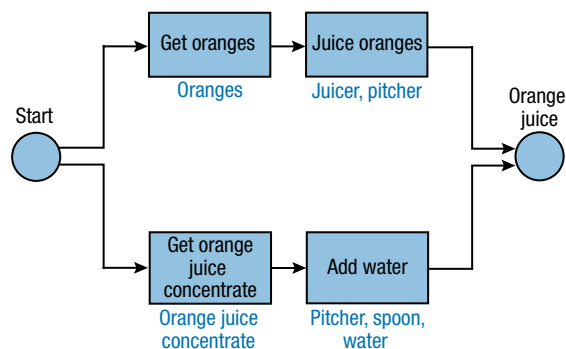 Start
Get oranges
Oranges
Juice oranges
Juicer, pitcher
Orange
juice
Get orange
juice
concentrate
Orange juice
concentrate
Add water
Pitcher, spoon,
water